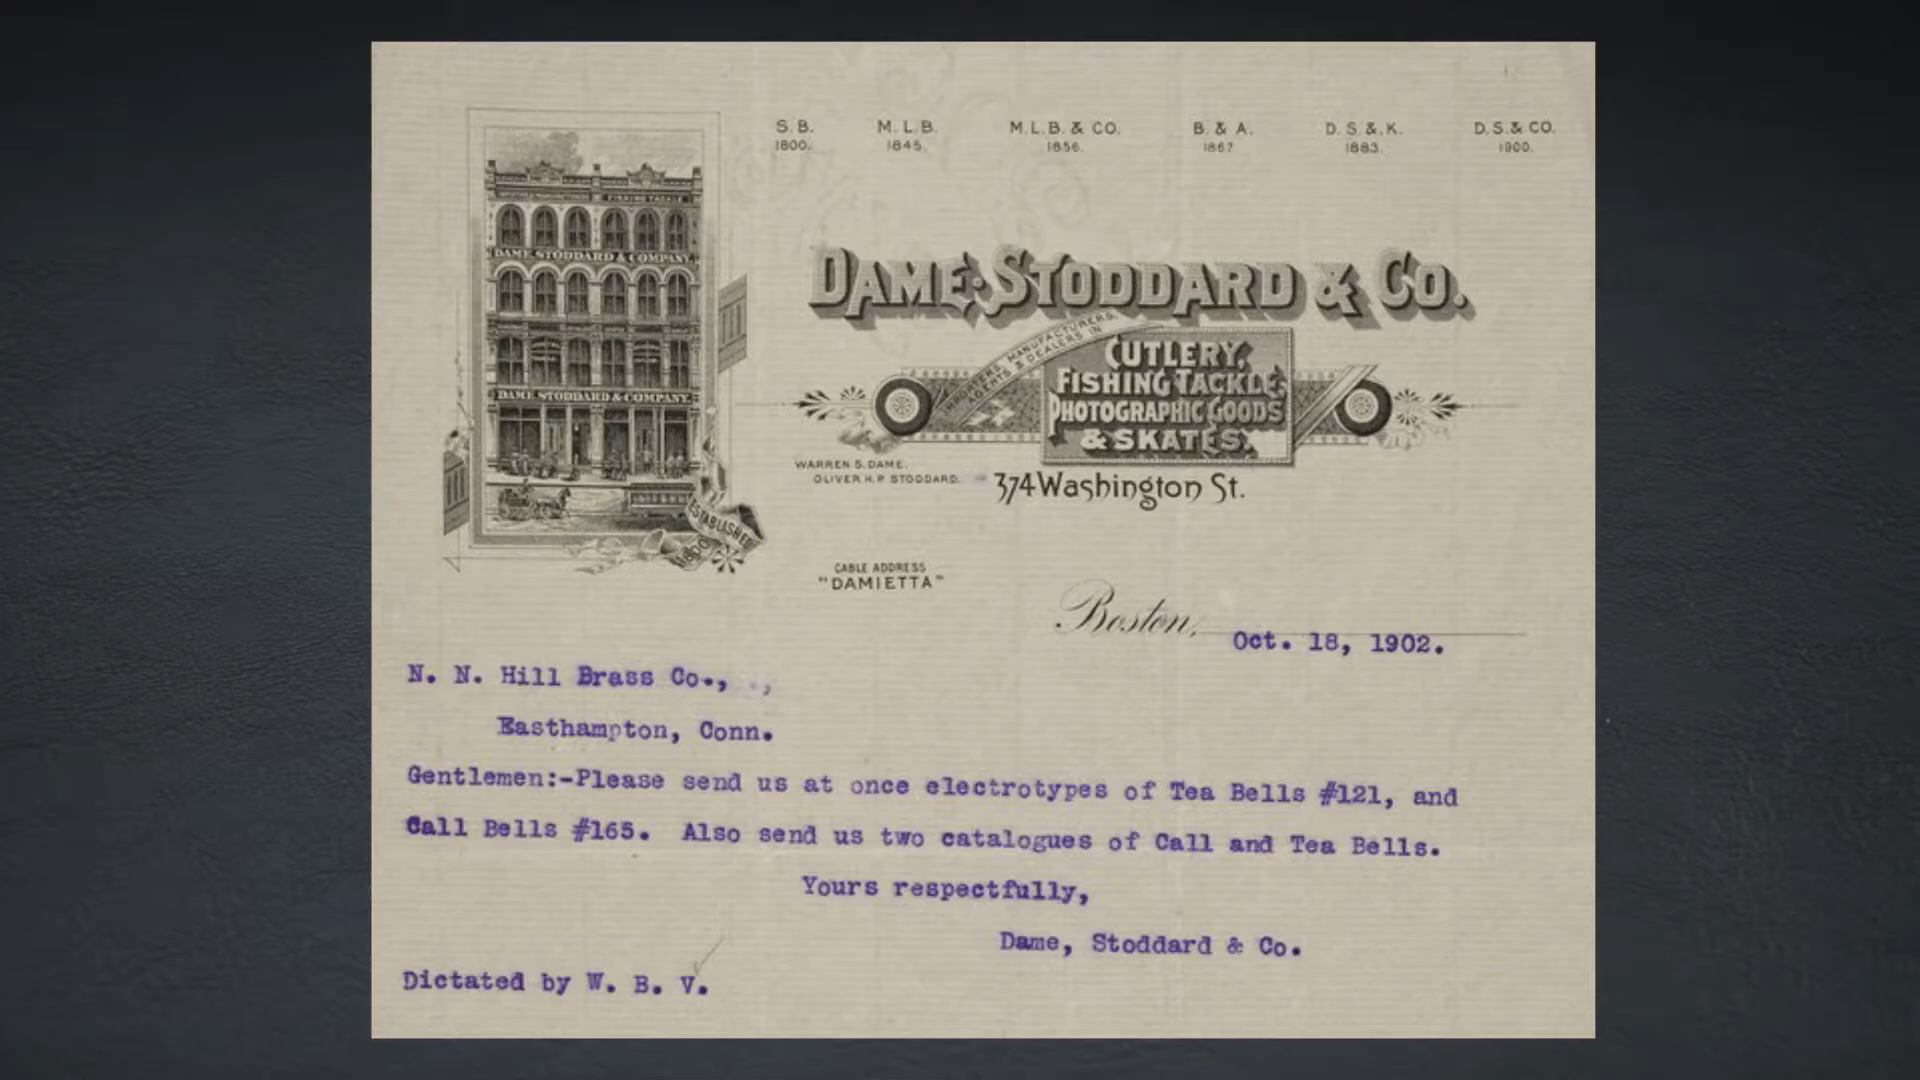 S. B. M. L. B. M. L. B. & CO. B. & A. D. S. & K. D. S. & CO.
1800. 1845. 1856. 1867 1883. 1900.
FISHING TACKLE
DAME, STODDARD & COMPANY.
DAME STODDARD & COMPANY.
ESTABLISHED
1800
DAME, STODDARD & CO.
IMPORTERS, MANUFACTURERS,
AGENTS & DEALERS IN
CUTLERY,
FISHING TACKLE,
PHOTOGRAPHIC GOODS
& SKATES.
WARREN S. DAME.
OLIVER H. P. STODDARD.
374 Washington St.
CABLE ADDRESS
"DAMIETTA"
Boston, Oct. 18, 1902.
N. N. Hill Brass Co.,
Easthampton, Conn.
Gentlemen:-Please send us at once electrotypes of Tea Bells #121, and
Call Bells #165. Also send us two catalogues of Call and Tea Bells.
Yours respectfully,
Dame, Stoddard & Co.
Dictated by W. B. V.